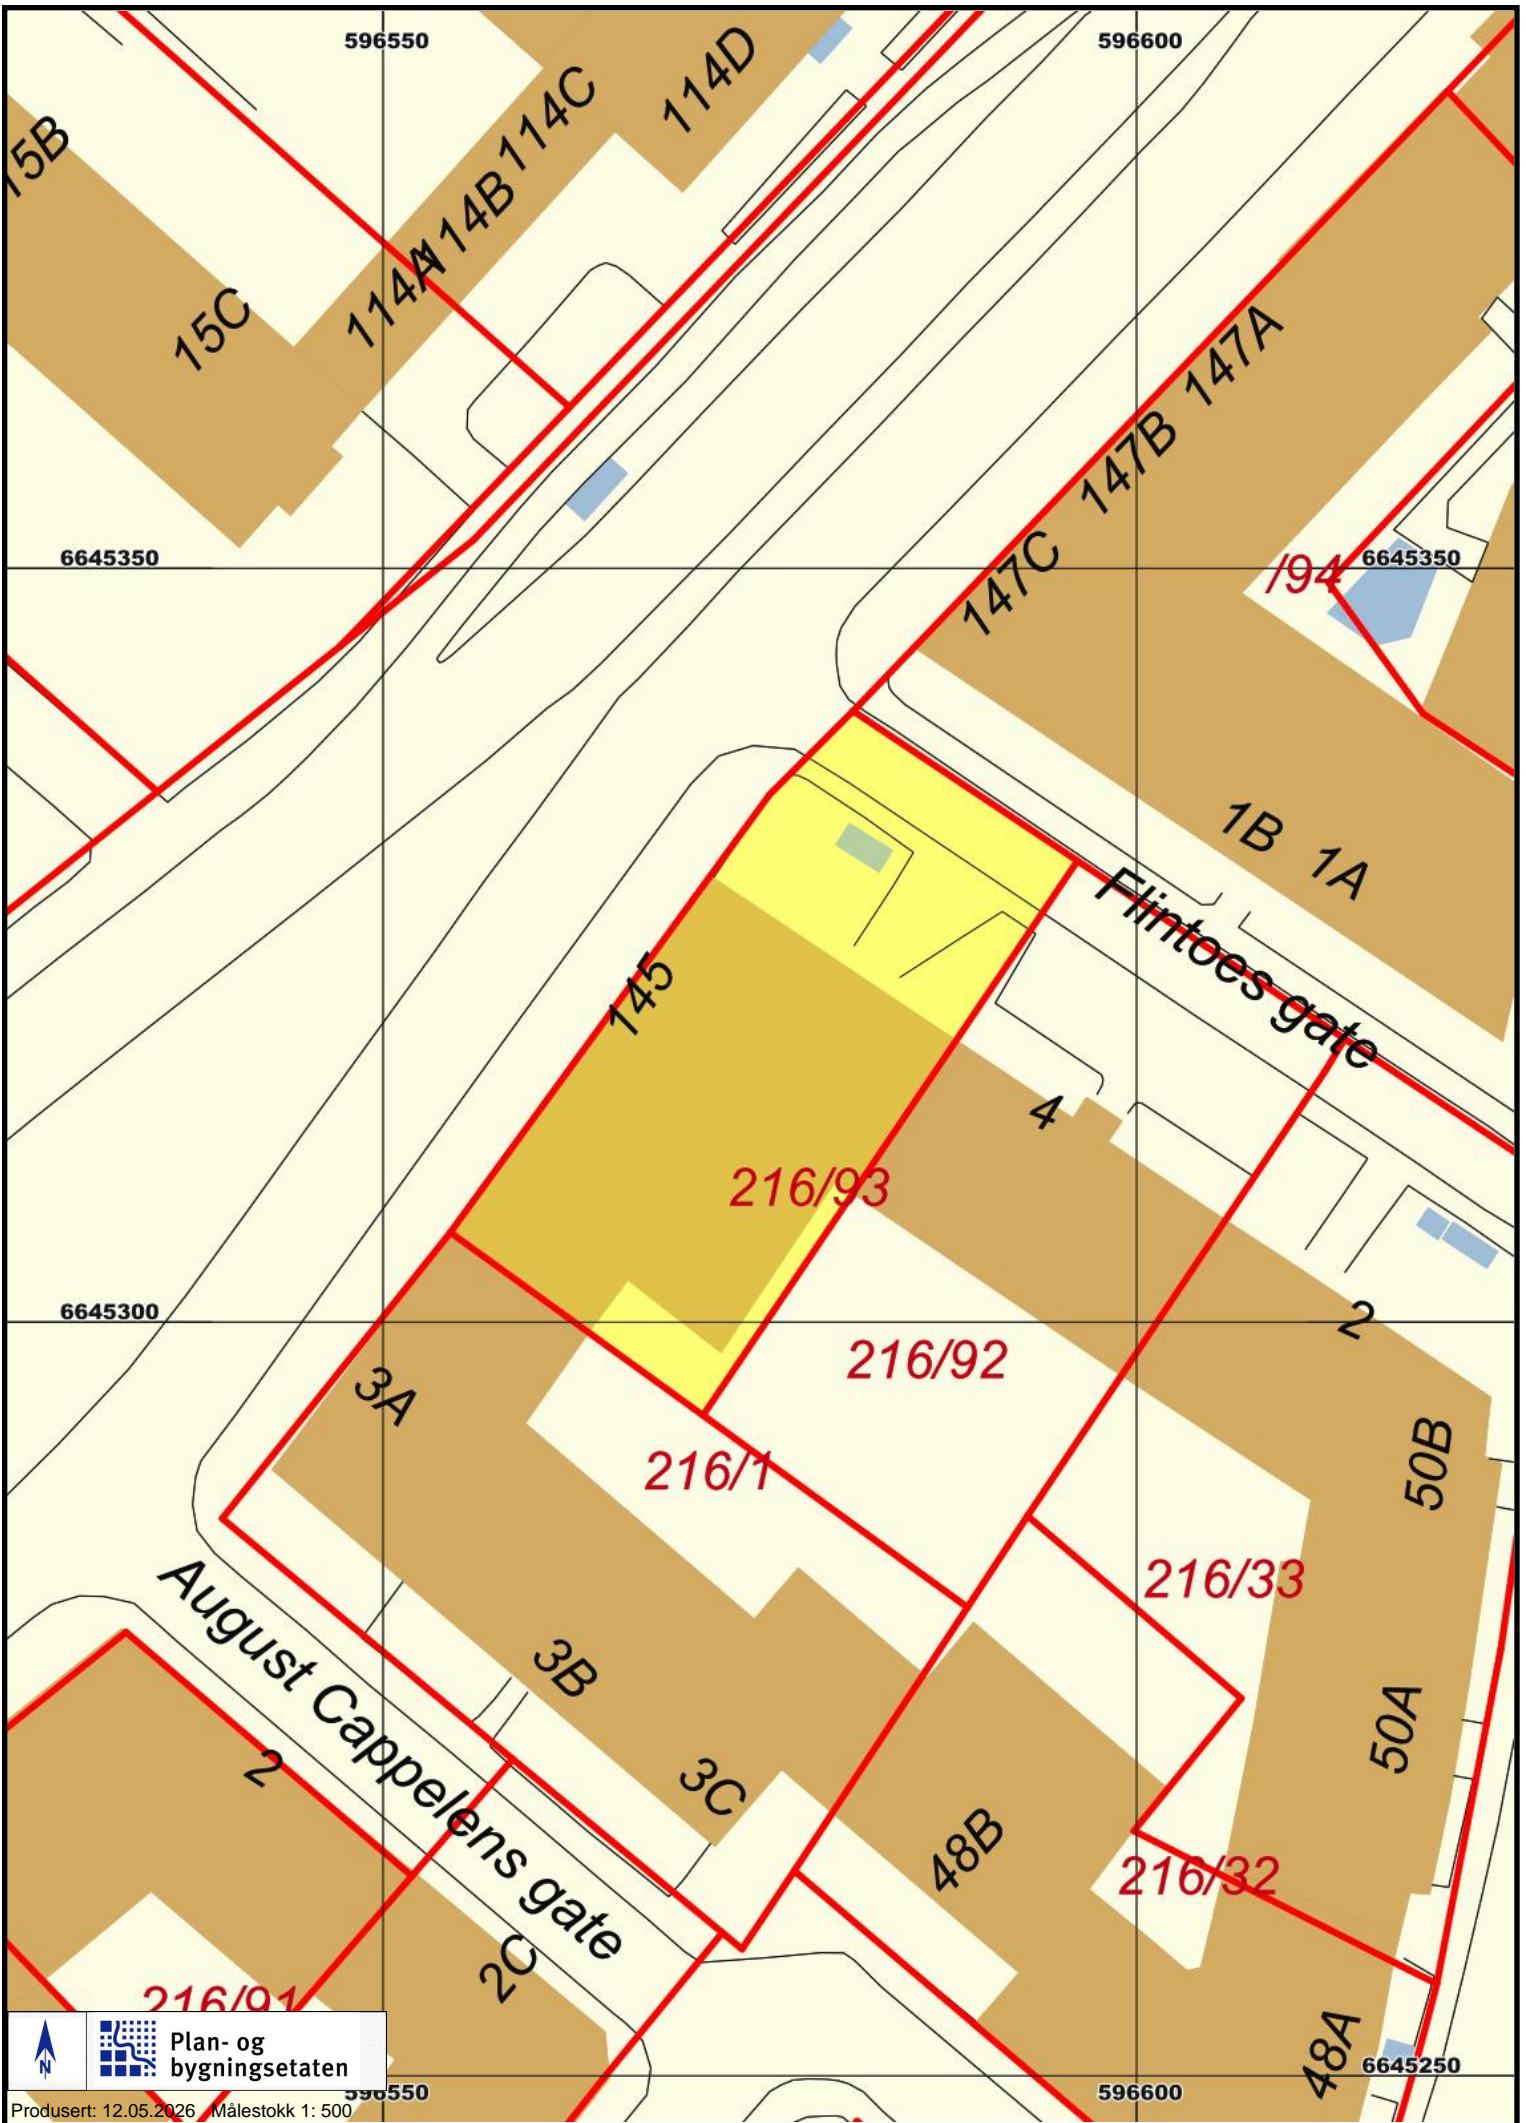 596550
596600
114D
114C
15B
114B
114A
15C
147A
147B
6645350
147C
/94
6645350
1B
1A
Flintoes gate
145
4
216/93
6645300
2
216/92
3A
50B
216/1
216/33
August Cappelens gate
3B
50A
2
3C
48B
216/32
2C
216/91
48A
Plan- og
bygningsetaten
6645250
596550
596600
Produsert: 12.05.2026 Målestokk 1: 500